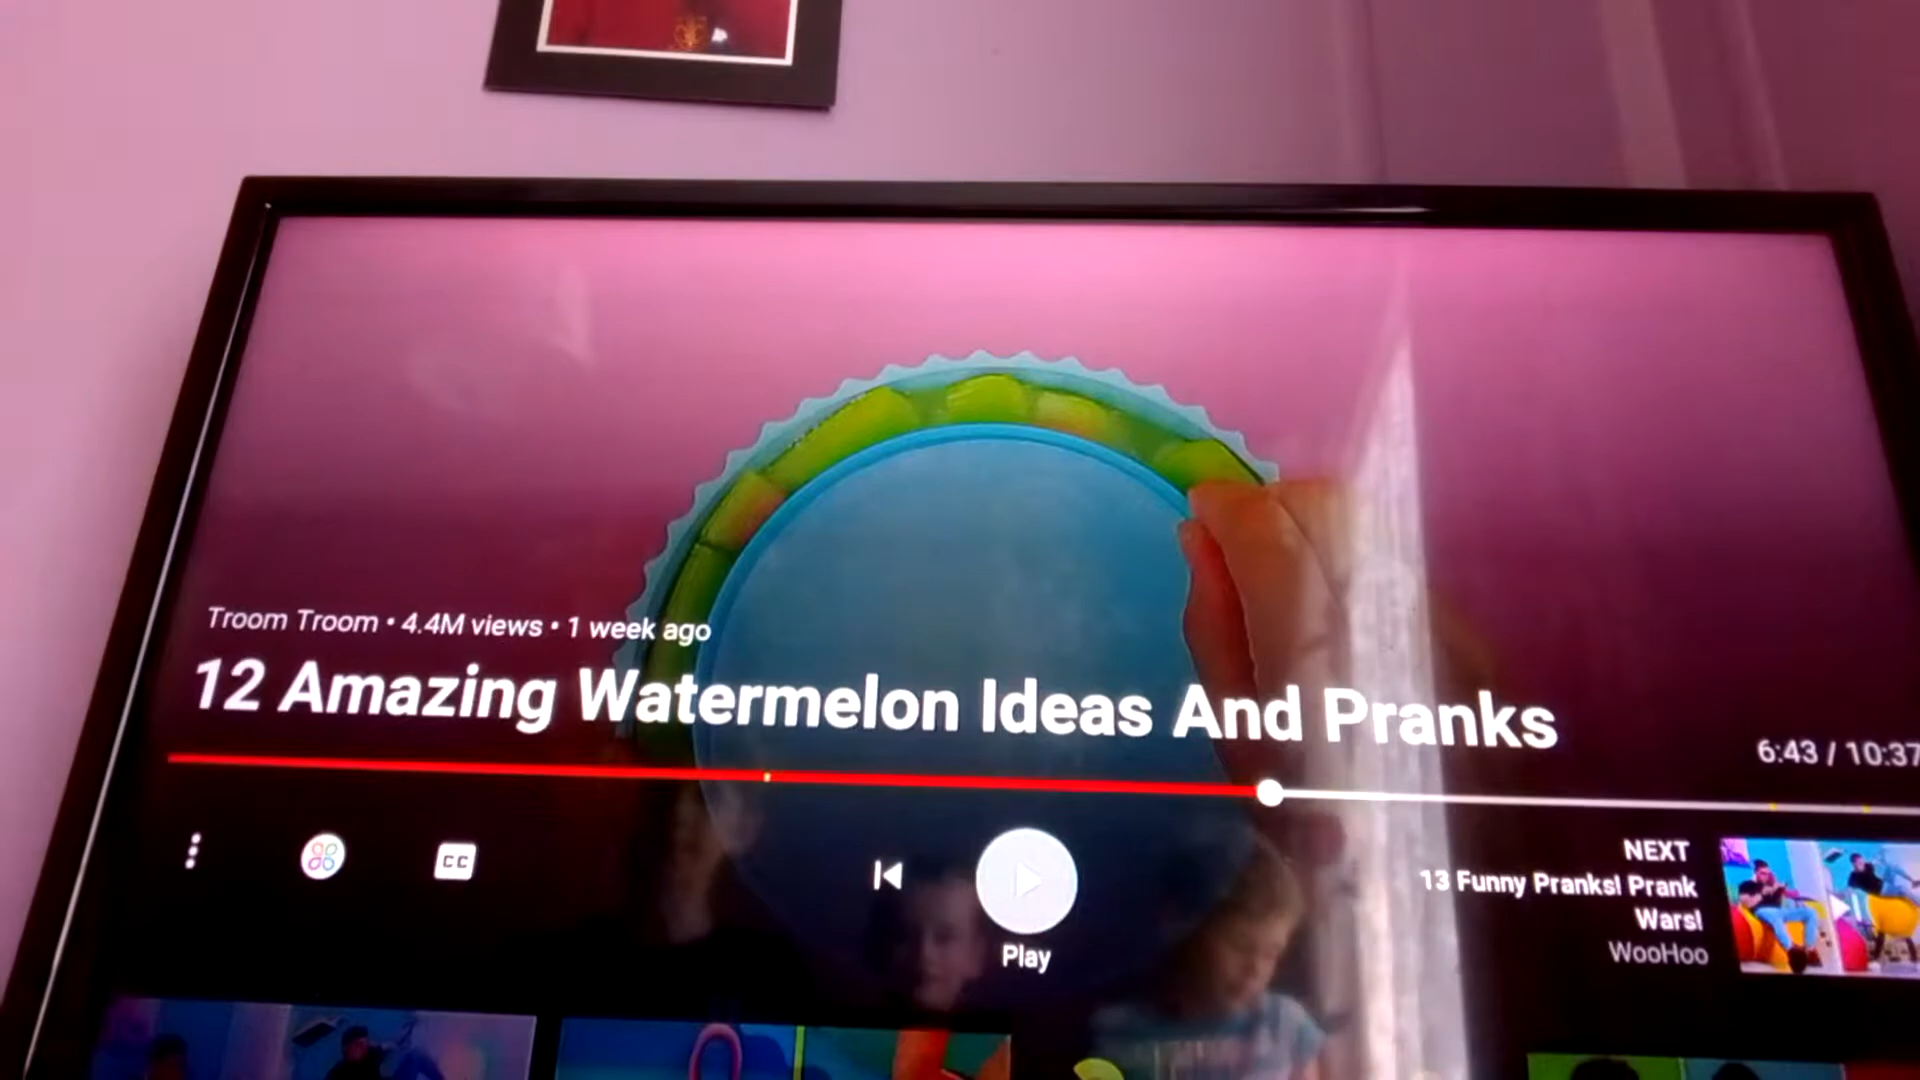 Troom Troom • 4.4M views • 1 week ago
12 Amazing Watermelon Ideas And Pranks
6:43 / 10:37
CC
Play
NEXT
13 Funny Pranks! Prank
Wars!
WooHoo